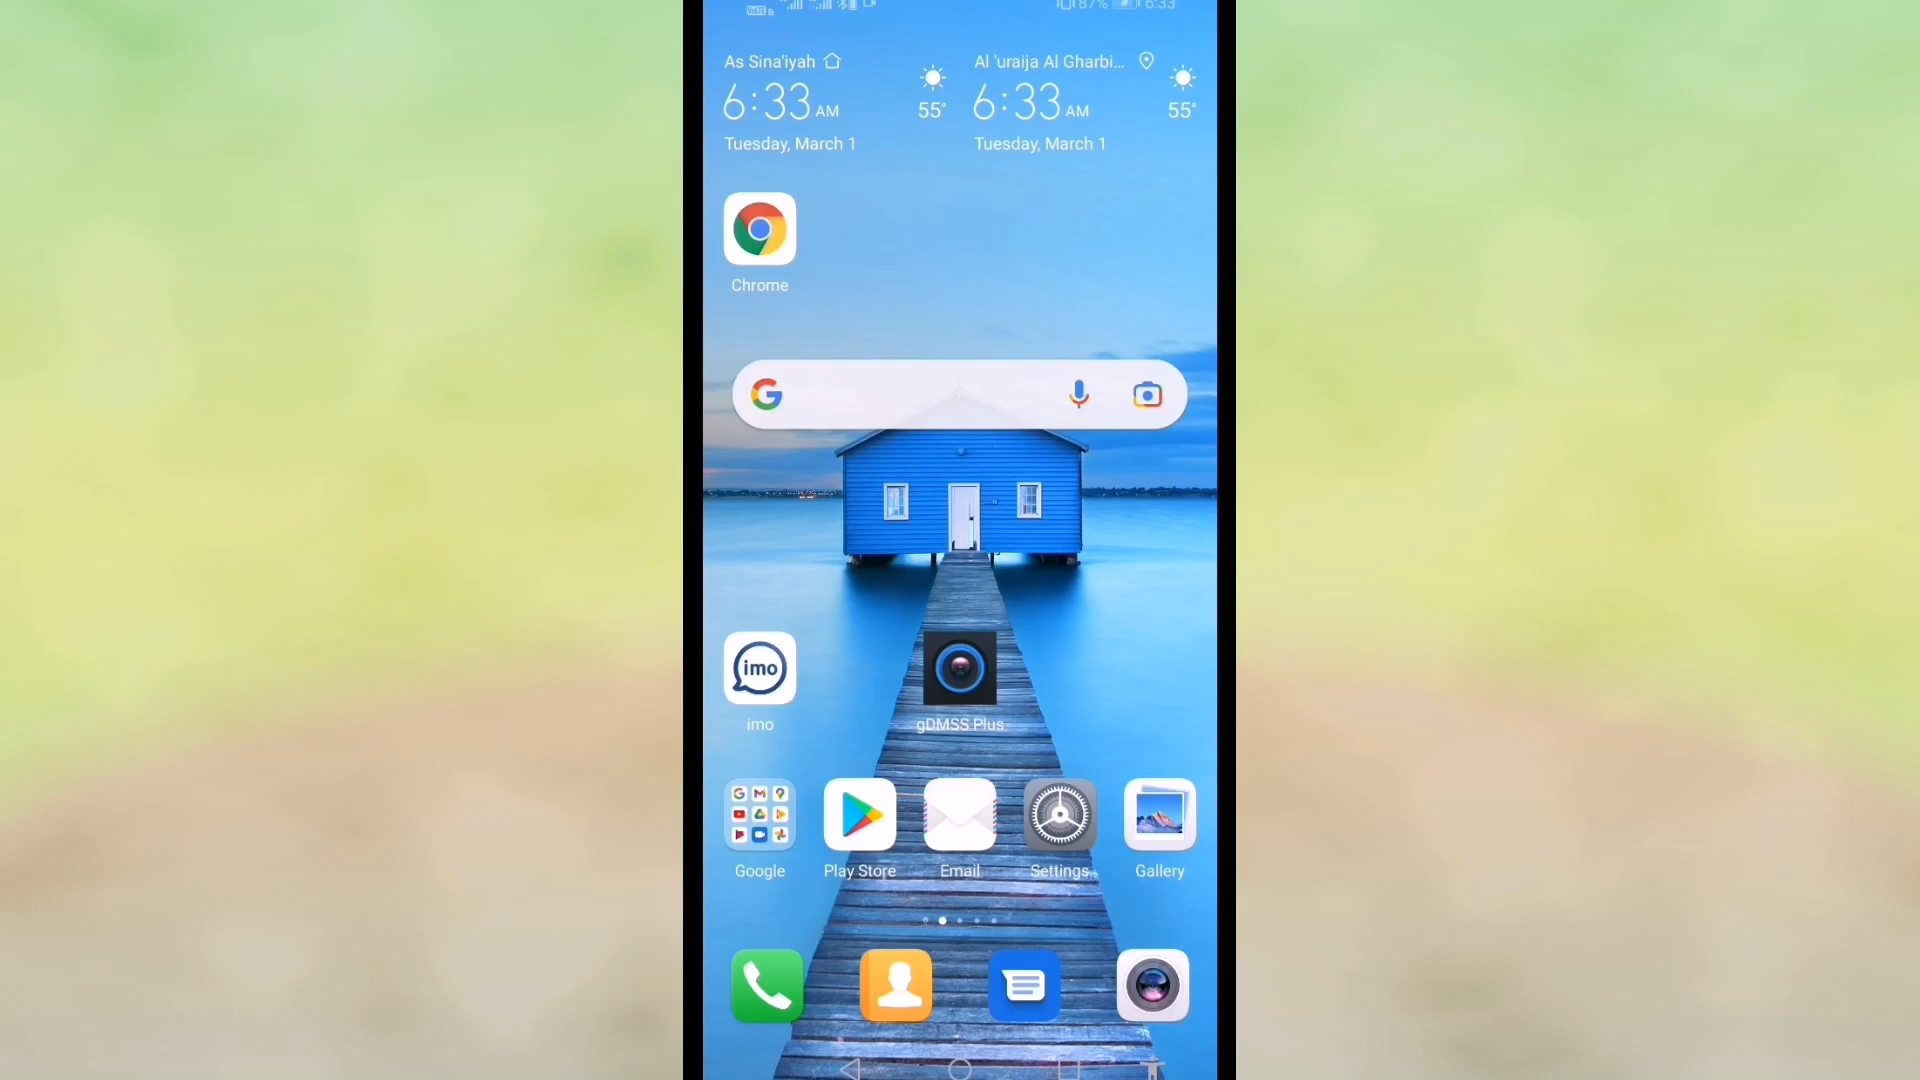 87% 6:33
As Sina'iyah Al 'uraija Al Gharbi...
6:33 AM 55° 6:33 AM 55°
Tuesday, March 1 Tuesday, March 1
Chrome
imo
imo gDMSS Plus
Google Play Store Email Settings Gallery